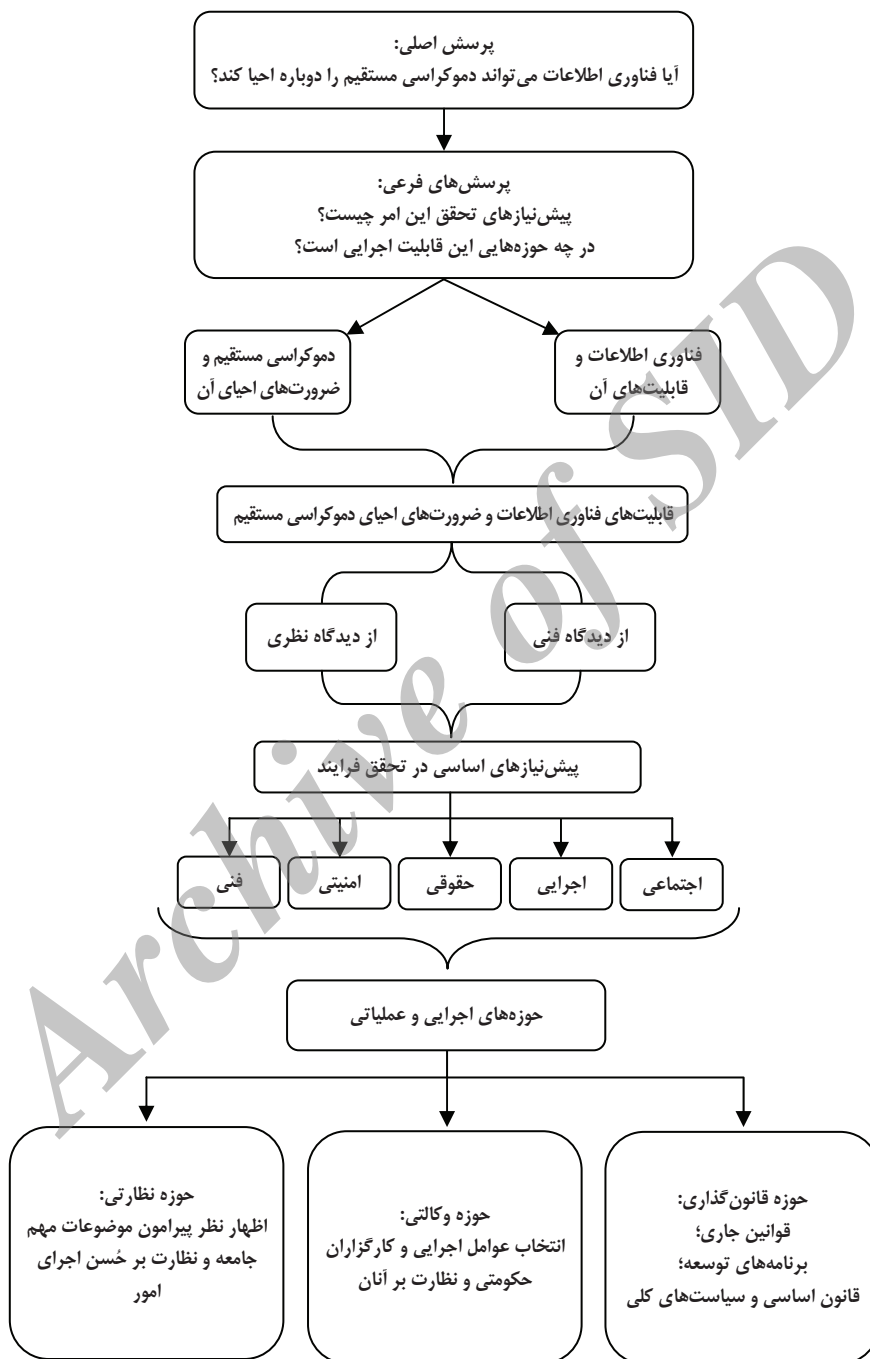 پرسش اصلی:
آیا فناوری اطلاعات می‌تواند دموکراسی مستقیم را دوباره احیا کند؟
پرسش‌های فرعی:
پیش‌نیازهای تحقق این امر چیست؟
در چه حوزه‌هایی این قابلیت اجرایی است؟
فناوری اطلاعات و
قابلیت‌های آن
دموکراسی مستقیم و
ضرورت‌های احیای آن
قابلیت‌های فناوری اطلاعات و ضرورت‌های احیای دموکراسی مستقیم
از دیدگاه فنی
از دیدگاه نظری
پیش‌نیازهای اساسی در تحقق فرایند
اجتماعی
اجرایی
حقوقی
امنیتی
فنی
حوزه‌های اجرایی و عملیاتی
حوزه قانون‌گذاری:
قوانین جاری؛
برنامه‌های توسعه؛
قانون اساسی و سیاست‌های کلی
حوزه وکالتی:
انتخاب عوامل اجرایی و کارگزاران
حکومتی و نظارت بر آنان
حوزه نظارتی:
اظهار نظر پیرامون موضوعات مهم
جامعه و نظارت بر حُسن اجرای
امور
Archive of SID